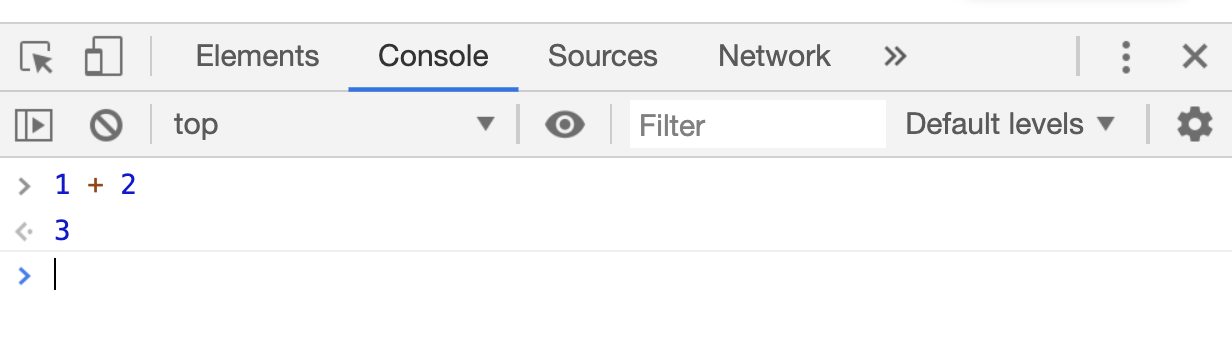 Elements Console Sources Network
top Filter Default levels
1 + 2
3